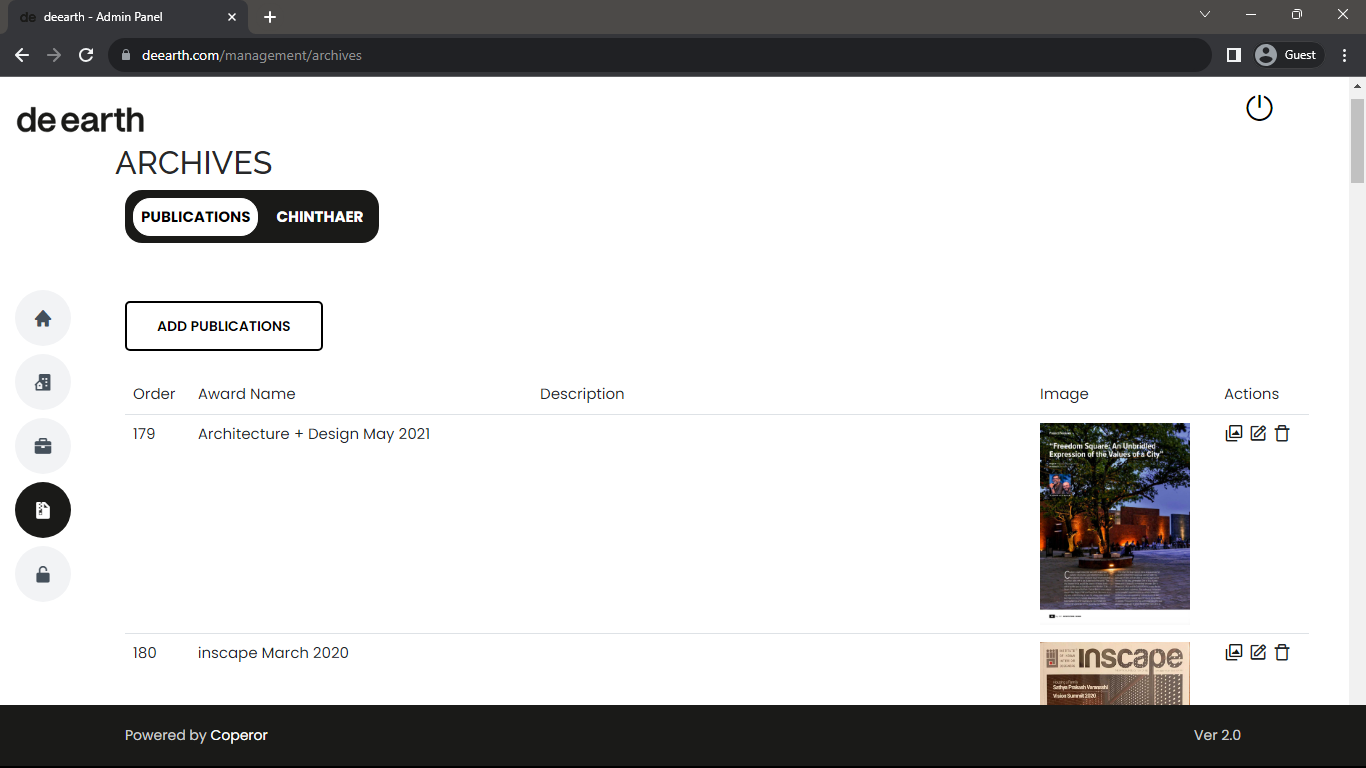 de deearth - Admin Panel
deearth.com/management/archives
Guest
de earth
ARCHIVES
PUBLICATIONS CHINTHAER
ADD PUBLICATIONS
Order Award Name Description Image Actions
179 Architecture + Design May 2021
"Freedom Square: An Unbridled
Expression of the Values of a City"
180 inscape March 2020
inscape
Sathya Prakash Varanashi
Vision Summit 2020
Powered by Coperor Ver 2.0